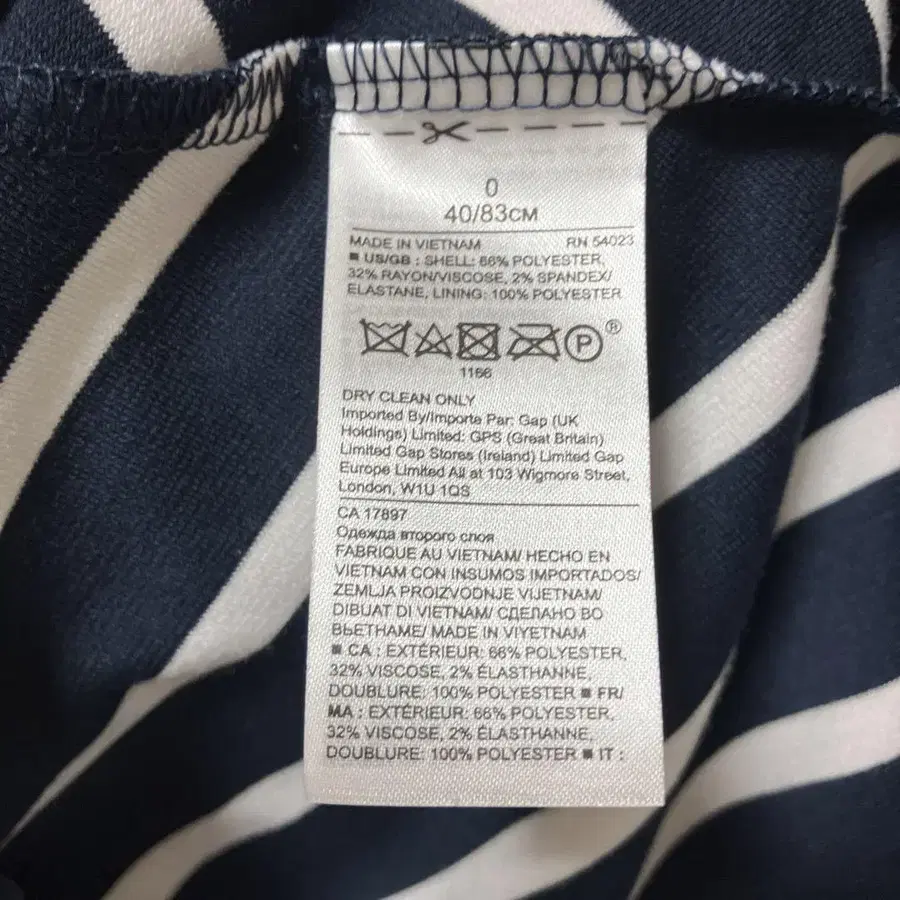 0
40/83CM
MADE IN VIETNAM RN 54023
■ US/GB : SHELL: 66% POLYESTER,
32% RAYON/VISCOSE, 2% SPANDEX/
ELASTANE, LINING: 100% POLYESTER
P ®
1166
DRY CLEAN ONLY
Imported By/Importe Par: Gap (UK
Holdings) Limited: GPS (Great Britain)
Limited Gap Stores (Ireland) Limited Gap
Europe Limited All at 103 Wigmore Street,
London, W1U 1QS
CA 17897
Одежда второго слоя
FABRIQUE AU VIETNAM/ HECHO EN
VIETNAM CON INSUMOS IMPORTADOS/
ZEMLJA PROIZVODNJE VIJETNAM/
DIBUAT DI VIETNAM/ СДЕЛАНО ВО
ВЬЕТНАМЕ/ MADE IN VIYETNAM
■ CA : EXTÉRIEUR: 66% POLYESTER,
32% VISCOSE, 2% ÉLASTHANNE,
DOUBLURE: 100% POLYESTER ■ FR/
MA : EXTÉRIEUR: 66% POLYESTER,
32% VISCOSE, 2% ÉLASTHANNE,
DOUBLURE: 100% POLYESTER ■ IT :